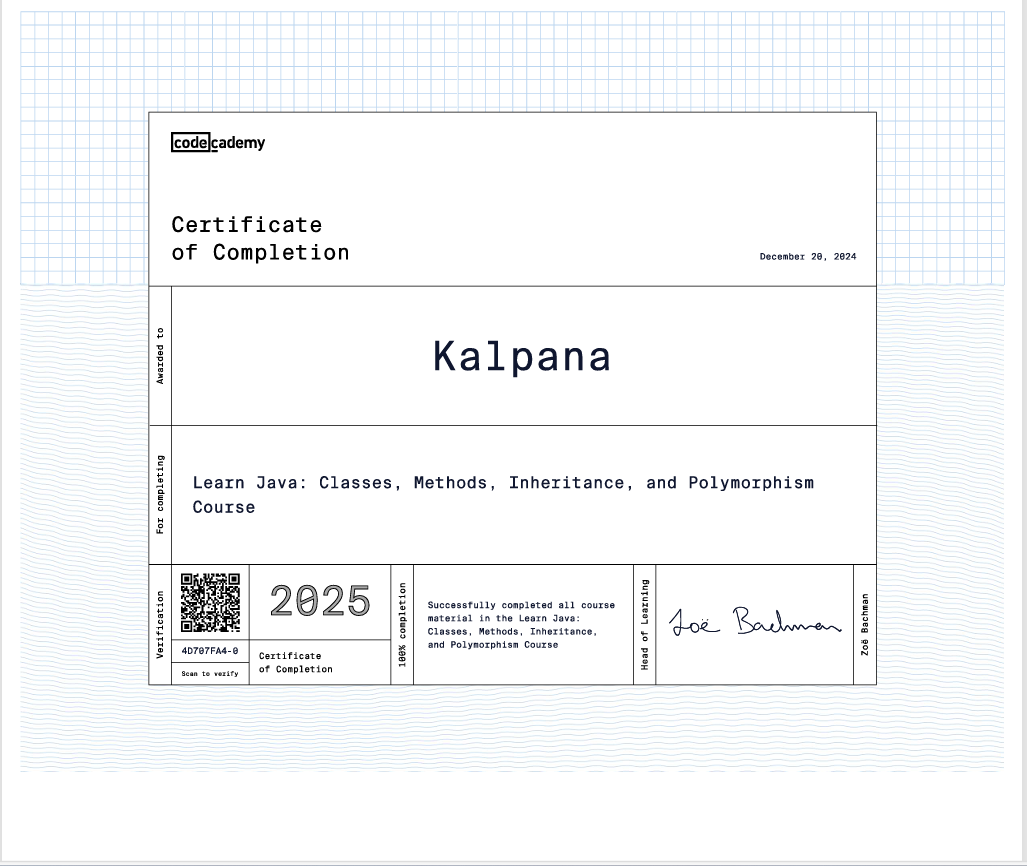 codecademy
Certificate
of Completion
December 20, 2024
Awarded to
Kalpana
For completing
Learn Java: Classes, Methods, Inheritance, and Polymorphism
Course
Verification
4D707FA4-0
Scan to verify
2025
Certificate
of Completion
100% completion
Successfully completed all course
material in the Learn Java:
Classes, Methods, Inheritance,
and Polymorphism Course
Head of Learning
Zoë Bachman
Zoë Bachman